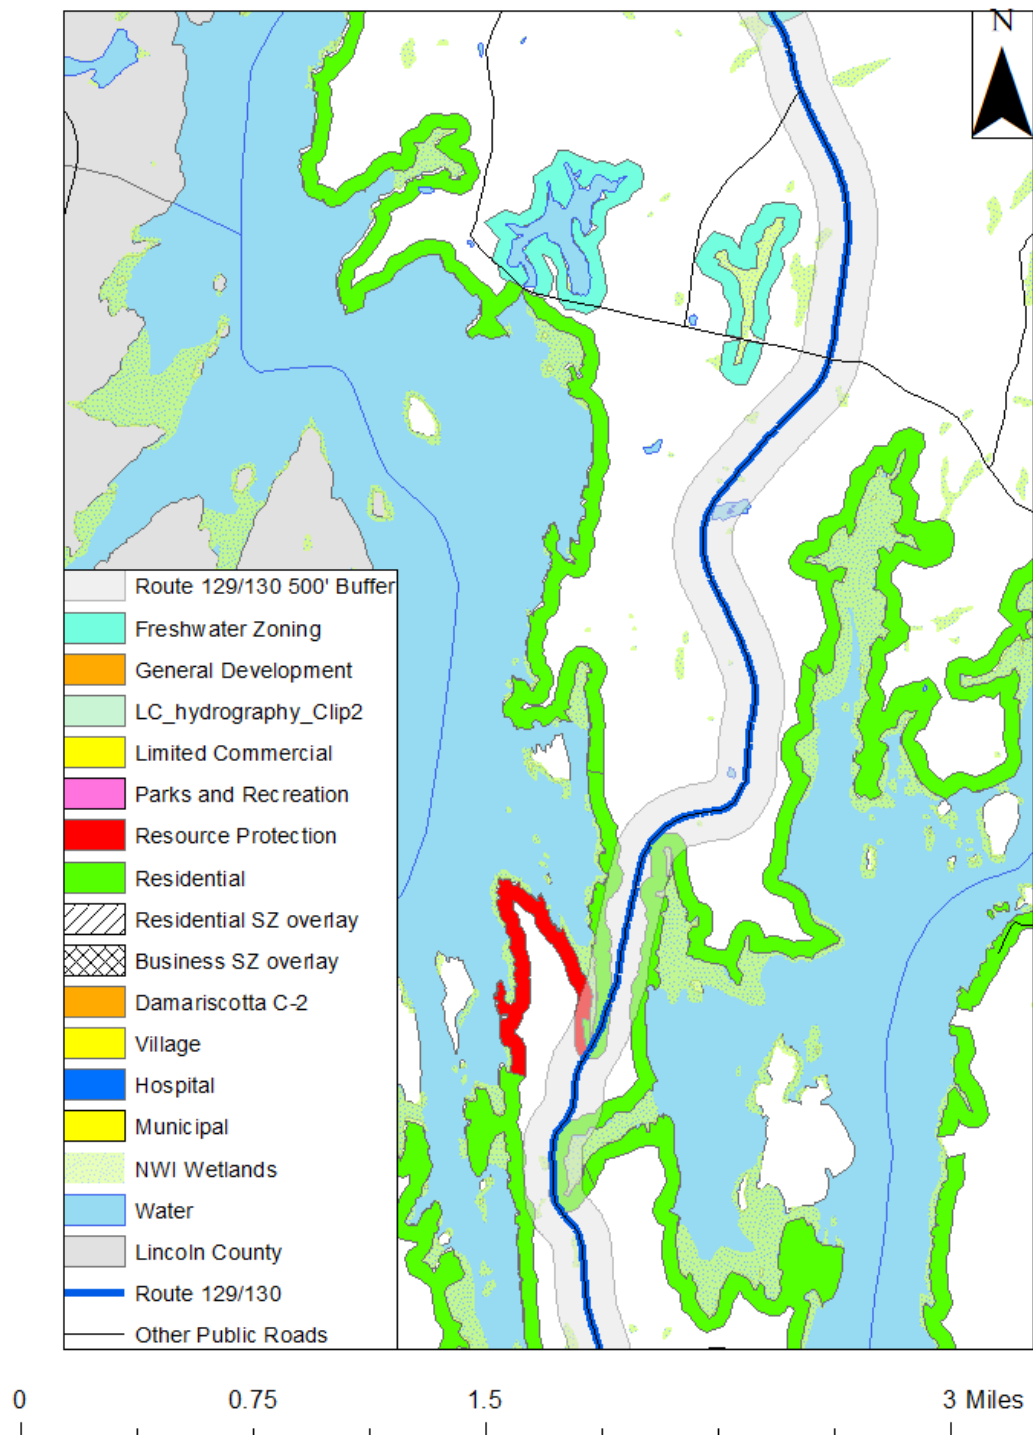 N
Route 129/130 500' Buffer
Freshwater Zoning
General Development
LC_hydrography_Clip2
Limited Commercial
Parks and Recreation
Resource Protection
Residential
Residential SZ overlay
Business SZ overlay
Damariscotta C-2
Village
Hospital
Municipal
NWI Wetlands
Water
Lincoln County
Route 129/130
Other Public Roads
0 0.75 1.5 3 Miles